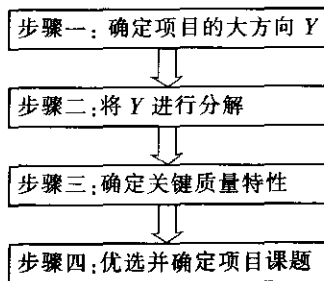 步骤一：确定项目的大方向 Y
步骤二：将 Y 进行分解
步骤三：确定关键质量特性
步骤四：优选并确定项目课题